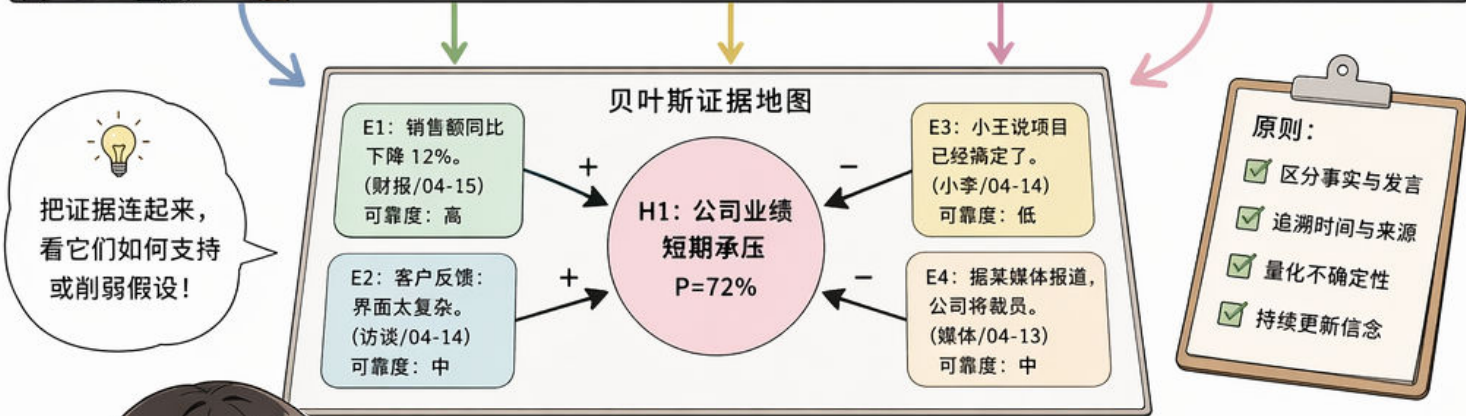 把证据连起来，
看它们如何支持
或削弱假设！
贝叶斯证据地图
E1：销售额同比
下降 12%。
(财报/04-15)
可靠度：高
+
E2：客户反馈：
界面太复杂。
(访谈/04-14)
可靠度：中
+
H1：公司业绩
短期承压
P=72%
E3：小王说项目
已经搞定了。
(小李/04-14)
可靠度：低
−
E4：据某媒体报道，
公司将裁员。
(媒体/04-13)
可靠度：中
−
原则：
区分事实与发言
追溯时间与来源
量化不确定性
持续更新信念